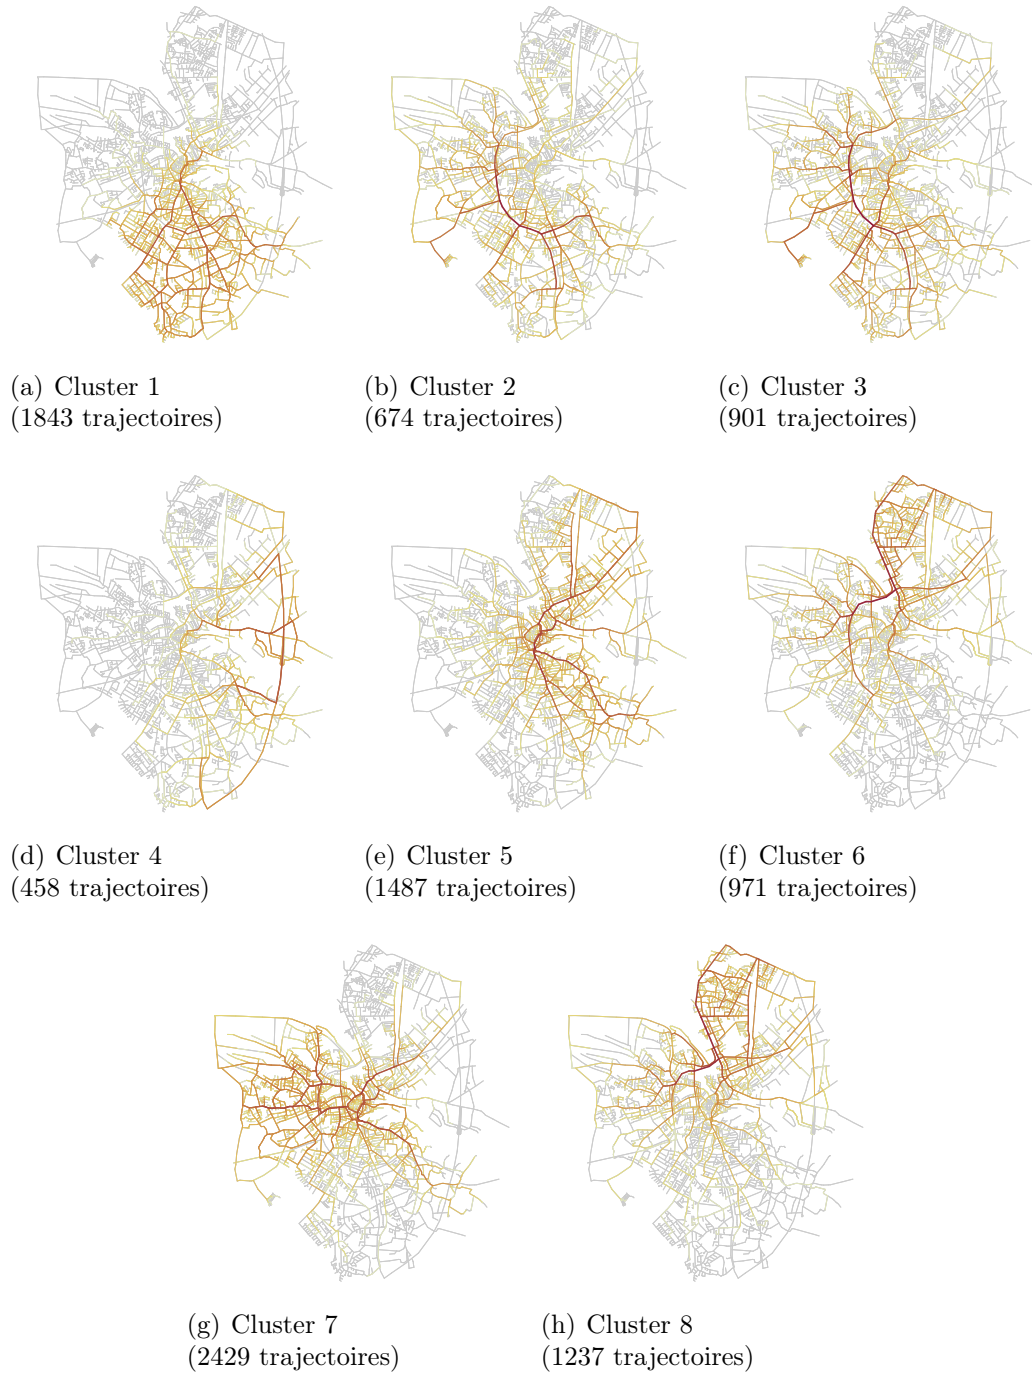 (a) Cluster 1
(1843 trajectoires)
(b) Cluster 2
(674 trajectoires)
(c) Cluster 3
(901 trajectoires)
(d) Cluster 4
(458 trajectoires)
(e) Cluster 5
(1487 trajectoires)
(f) Cluster 6
(971 trajectoires)
(g) Cluster 7
(2429 trajectoires)
(h) Cluster 8
(1237 trajectoires)